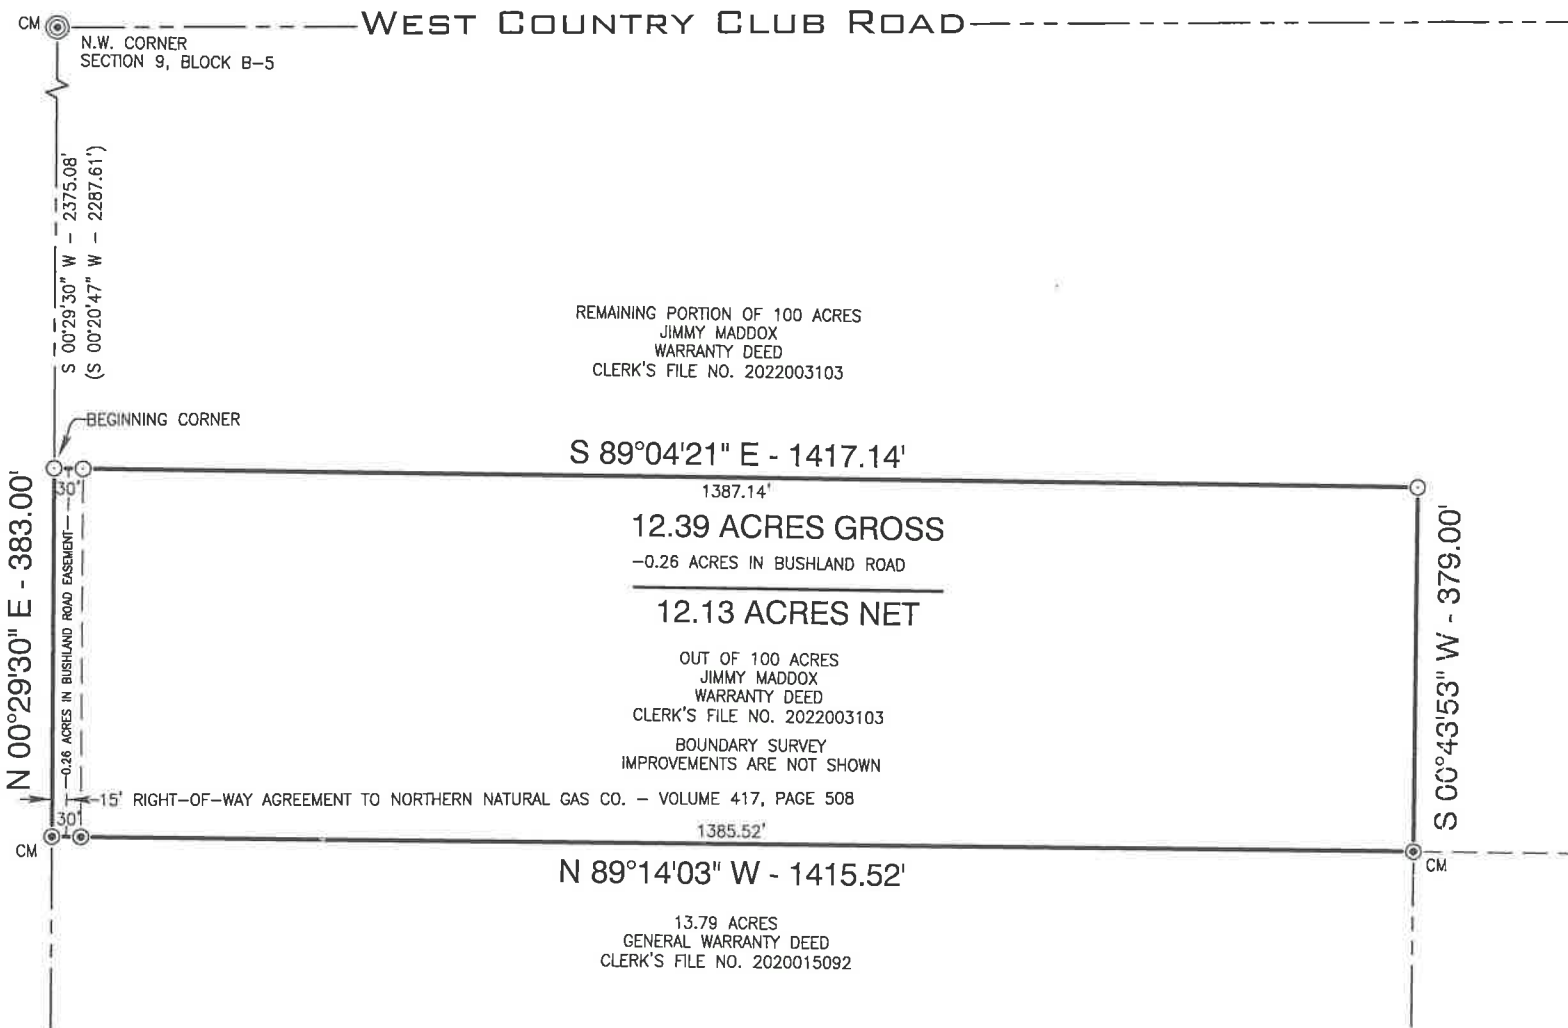 CM
WEST COUNTRY CLUB ROAD
N.W. CORNER
SECTION 9, BLOCK B-5
S 00°29'30" W - 2375.08'
(S 00°20'47" W - 2287.61')
REMAINING PORTION OF 100 ACRES
JIMMY MADDOX
WARRANTY DEED
CLERK'S FILE NO. 2022003103
BEGINNING CORNER
S 89°04'21" E - 1417.14'
30'
1387.14'
N 00°29'30" E - 383.00'
0.26 ACRES IN BUSHLAND ROAD EASEMENT
12.39 ACRES GROSS
-0.26 ACRES IN BUSHLAND ROAD
12.13 ACRES NET
S 00°43'53" W - 379.00'
OUT OF 100 ACRES
JIMMY MADDOX
WARRANTY DEED
CLERK'S FILE NO. 2022003103
BOUNDARY SURVEY
IMPROVEMENTS ARE NOT SHOWN
15' RIGHT-OF-WAY AGREEMENT TO NORTHERN NATURAL GAS CO. - VOLUME 417, PAGE 508
30'
1385.52'
CM
CM
N 89°14'03" W - 1415.52'
13.79 ACRES
GENERAL WARRANTY DEED
CLERK'S FILE NO. 2020015092